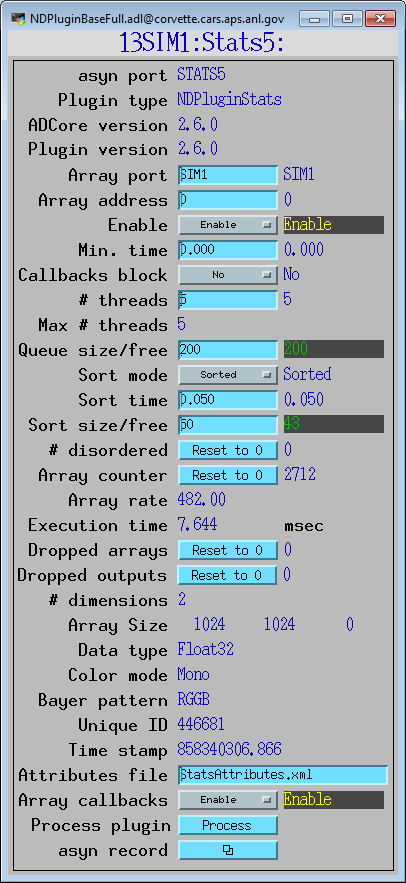 NDPluginBaseFull.adl@corvette.cars.aps.anl.gov
13SIM1:Stats5:
asyn port STATS5
Plugin type NDPluginStats
ADCore version 2.6.0
Plugin version 2.6.0
Array port SIM1 SIM1
Array address 0 0
Enable Enable Enable
Min. time 0.000 0.000
Callbacks block No No
# threads 5 5
Max # threads 5
Queue size/free 200 200
Sort mode Sorted Sorted
Sort time 0.050 0.050
Sort size/free 50 43
# disordered Reset to 0 0
Array counter Reset to 0 2712
Array rate 482.00
Execution time 7.644 msec
Dropped arrays Reset to 0 0
Dropped outputs Reset to 0 0
# dimensions 2
Array Size 1024 1024 0
Data type Float32
Color mode Mono
Bayer pattern RGGB
Unique ID 446681
Time stamp 858340306.866
Attributes file StatsAttributes.xml
Array callbacks Enable Enable
Process plugin Process
asyn record